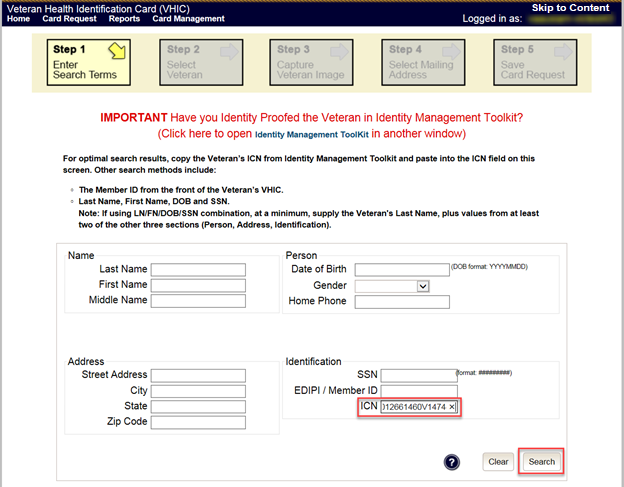 Veteran Health Identification Card (VHIC)
Skip to Content
Home Card Request Reports Card Management
Logged in as:
Step 1
Enter
Search Terms
Step 2
Select
Veteran
Step 3
Capture
Veteran Image
Step 4
Select Mailing
Address
Step 5
Save
Card Request
IMPORTANT Have you Identity Proofed the Veteran in Identity Management Toolkit?
(Click here to open Identity Management ToolKit in another window)
For optimal search results, copy the Veteran's ICN from Identity Management Toolkit and paste into the ICN field on this
screen. Other search methods include:
The Member ID from the front of the Veteran's VHIC.
Last Name, First Name, DOB and SSN.
Note: If using LN/FN/DOB/SSN combination, at a minimum, supply the Veteran's Last Name, plus values from at least
two of the other three sections (Person, Address, Identification).
Name
Last Name
First Name
Middle Name
Person
Date of Birth (DOB format: YYYYMMDD)
Gender
Home Phone
Address
Street Address
City
State
Zip Code
Identification
SSN (format: #########)
EDIPI / Member ID
ICN 012661460V1474 ×
? Clear Search